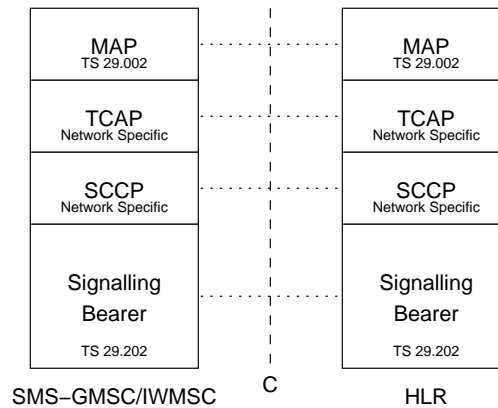 MAP
TS 29.002
TCAP
Network Specific
SCCP
Network Specific
Signalling
Bearer
TS 29.202
SMS–GMSC/IWMSC
C
MAP
TS 29.002
TCAP
Network Specific
SCCP
Network Specific
Signalling
Bearer
TS 29.202
HLR